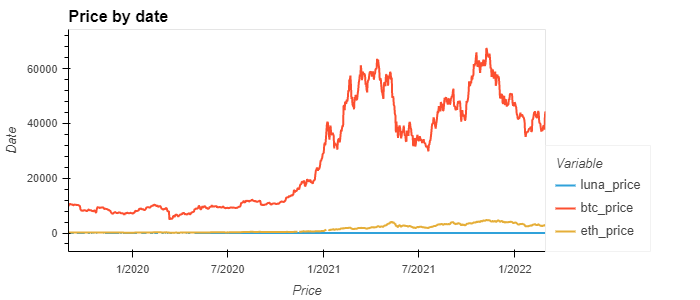 Price by date
60000
40000
20000
0
Date
1/2020
7/2020
1/2021
7/2021
1/2022
Price
Variable
luna_price
btc_price
eth_price